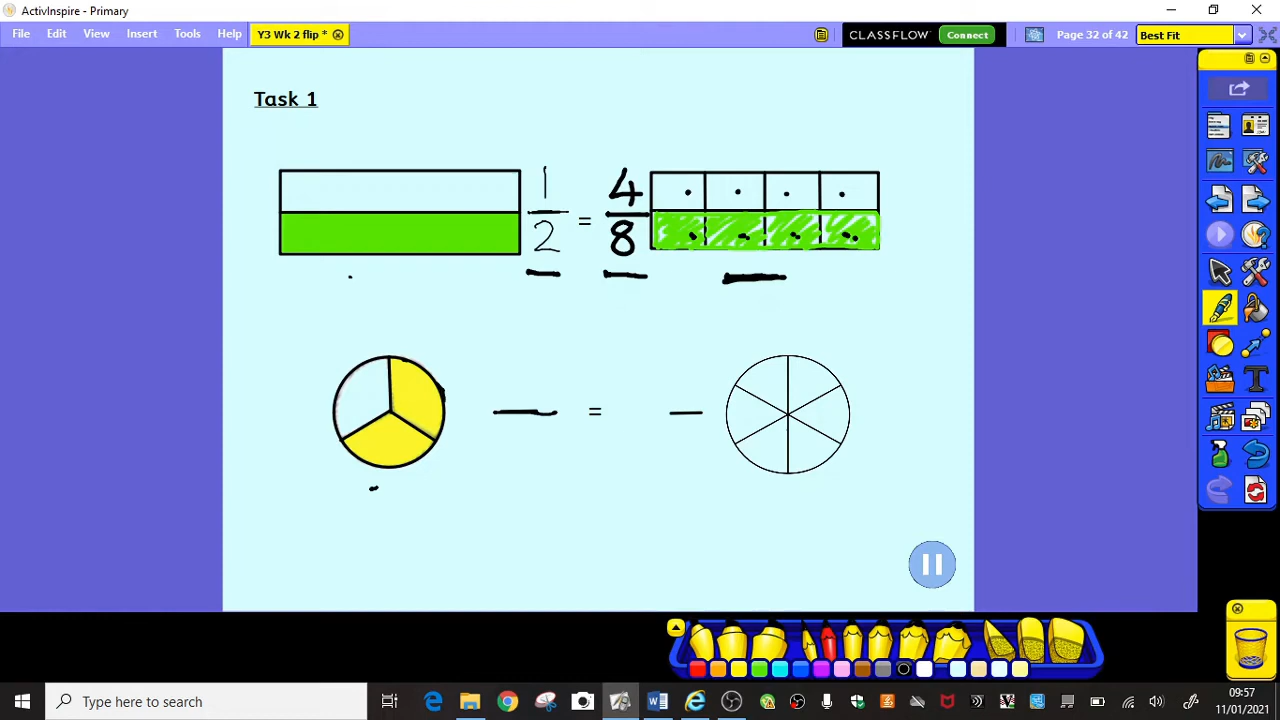 ActivInspire - Primary
File Edit View Insert Tools Help Y3 Wk 2 flip * CLASSFLOW Connect Page 32 of 42 Best Fit
Task 1
1/2 = 4/8
=
Type here to search
09:57
11/01/2021